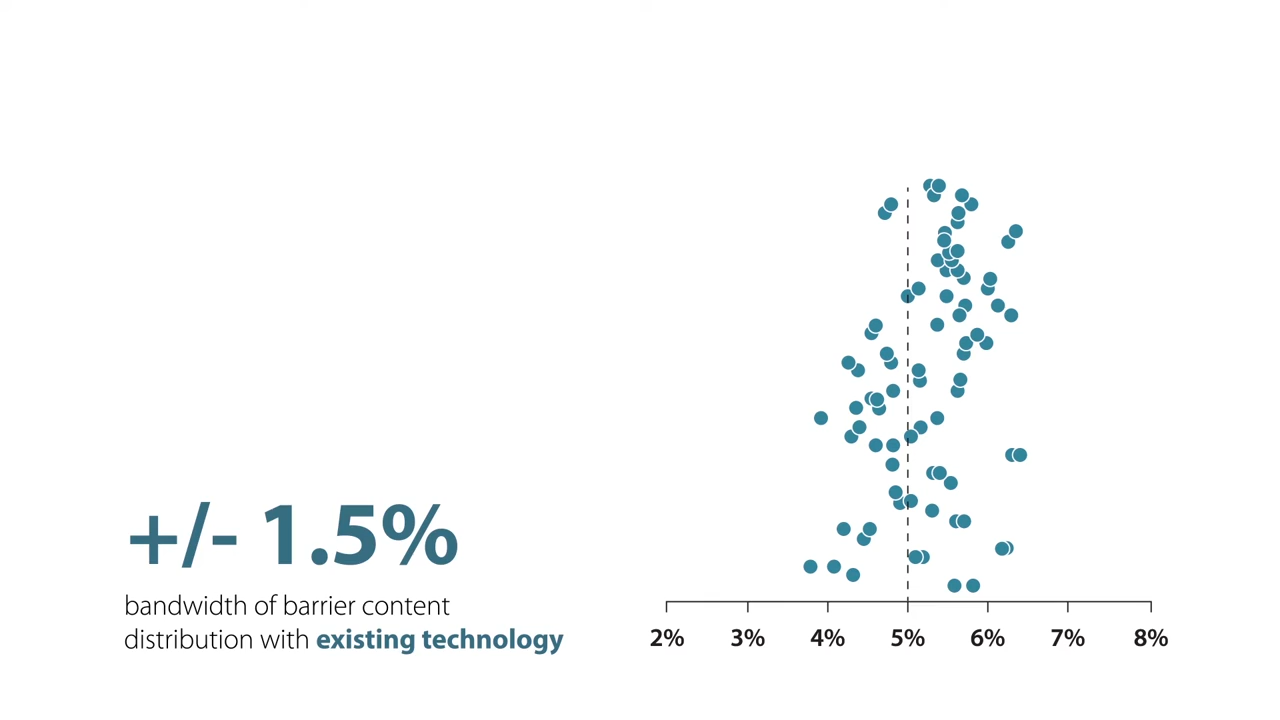 +/- 1.5%
bandwidth of barrier content
distribution with existing technology
2% 3% 4% 5% 6% 7% 8%